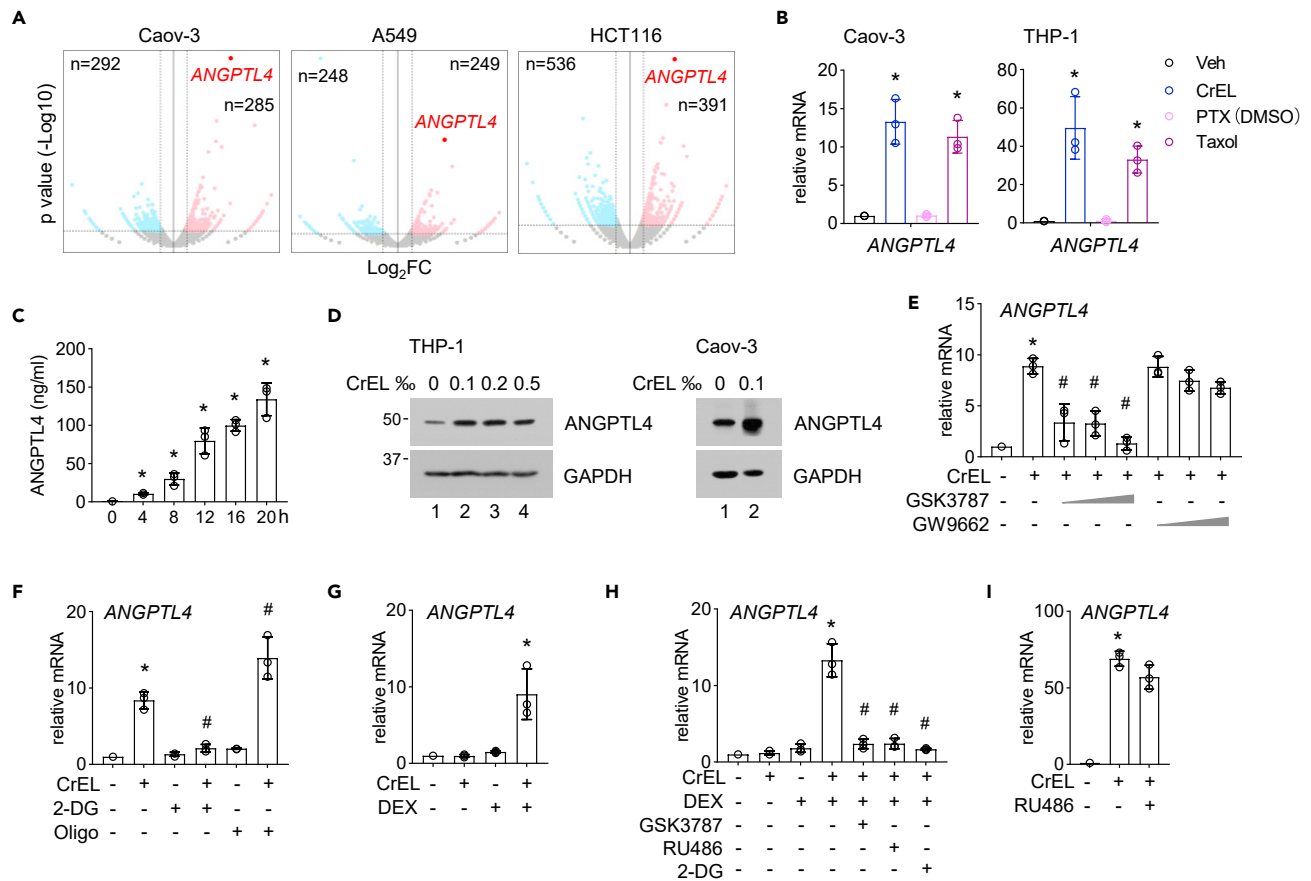 A
Caov-3
A549
HCT116
n=292
ANGPTL4
n=285
n=248
n=249
ANGPTL4
n=536
ANGPTL4
n=391
p value (-Log10)
Log2FC
B
Caov-3
THP-1
relative mRNA
20
15
10
5
0
* *
ANGPTL4
80
60
40
20
0
* *
ANGPTL4
Veh
CrEL
PTX (DMSO)
Taxol
C
ANGPTL4 (ng/ml)
200
150
100
50
0
* * * * *
0 4 8 12 16 20 h
D
THP-1
Caov-3
CrEL ‰ 0 0.1 0.2 0.5
CrEL ‰ 0 0.1
50-
ANGPTL4
ANGPTL4
37-
GAPDH
GAPDH
1 2 3 4
1 2
E
ANGPTL4
relative mRNA
15
10
5
0
* # # #
CrEL - + + + + + + +
GSK3787 - - - - -
GW9662 - - - - -
F
ANGPTL4
relative mRNA
20
10
0
* # #
CrEL - + - + - +
2-DG - - + + - -
Oligo - - - - + +
G
ANGPTL4
relative mRNA
20
10
0
*
CrEL - + - +
DEX - - + +
H
ANGPTL4
relative mRNA
20
15
10
5
0
* # # #
CrEL - + - + + + +
DEX - - + + + + +
GSK3787 - - - - + - -
RU486 - - - - - + -
2-DG - - - - - - +
I
ANGPTL4
relative mRNA
100
50
0
*
CrEL - + +
RU486 - - +